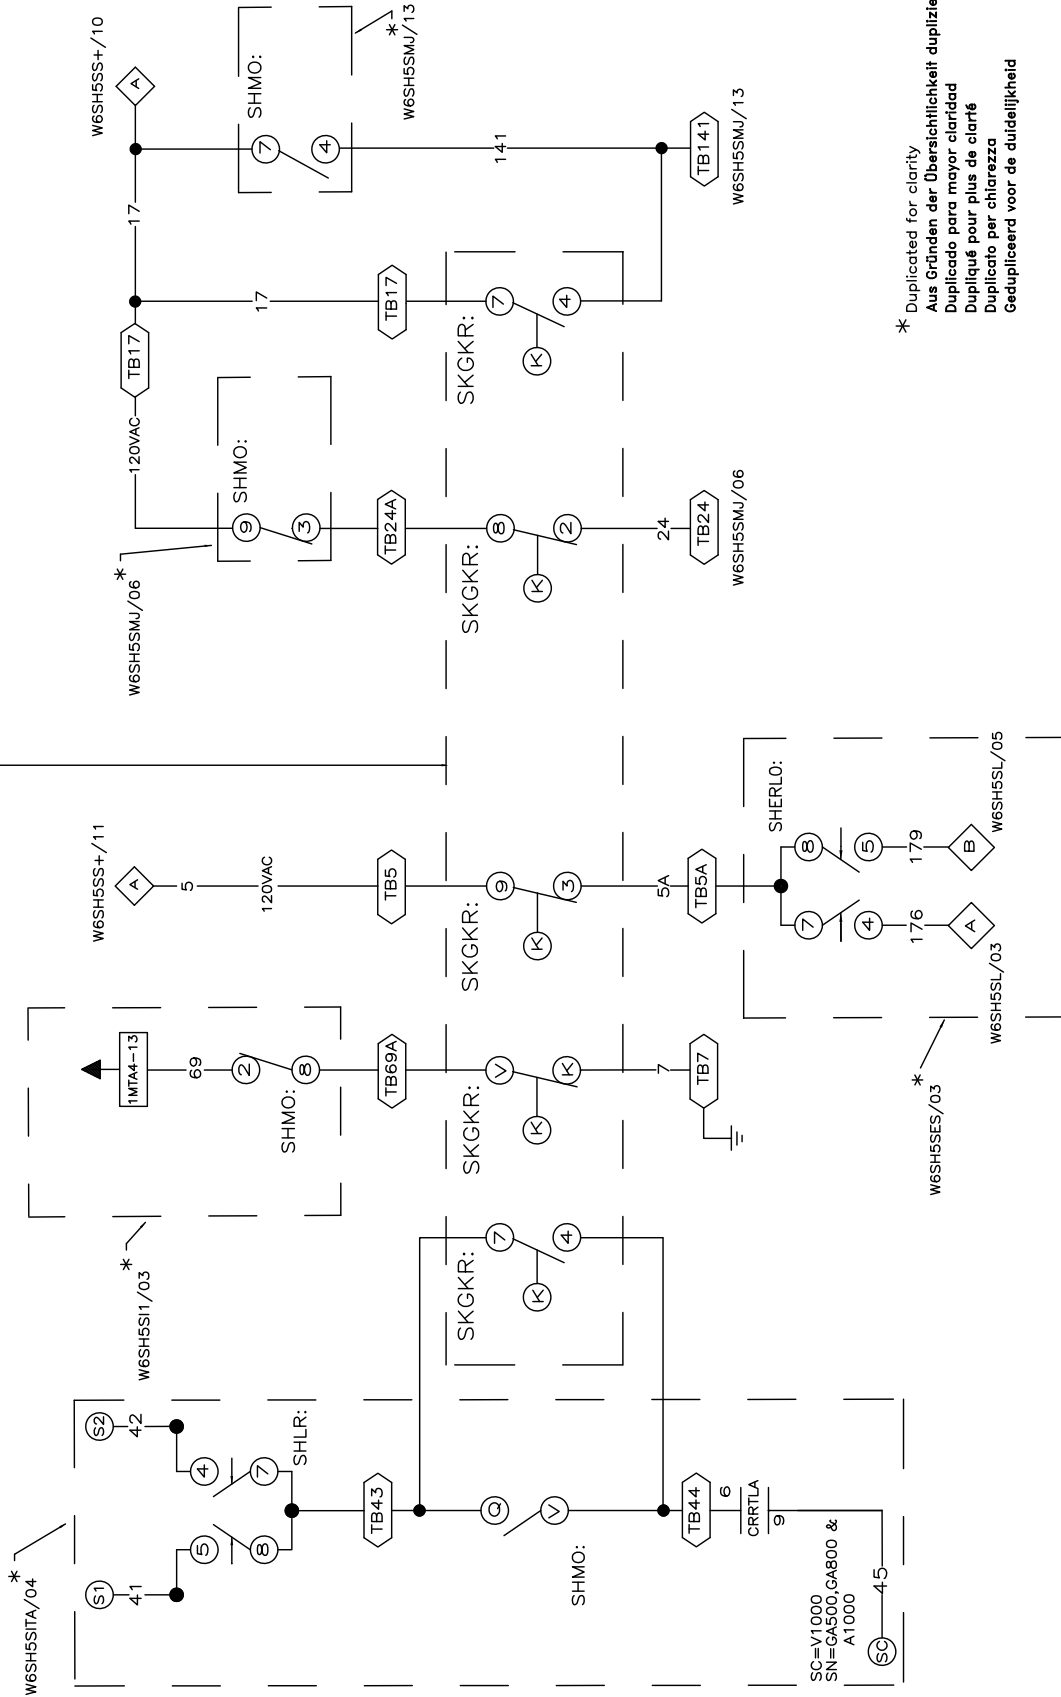 W6SH5SITA/04
*
S1
41
5
8
S2
42
4
7
SHLR:
TB43
Q
V
SHMO:
TB44
6
CRRTLA
9
SC=V1000
SN=GA500,GA800 &
A1000
45
SC
W6SH5SI1/03
*
SKGKR:
7
4
K
1MTA4-13
69
2
8
SHMO:
TB69A
SKGKR:
V
K
K
7
TB7
W6SH5SS+/11
A
5
120VAC
TB5
SKGKR:
9
3
K
5A
TB5A
SHERLO:
7
4
176
A
W6SH5SL/03
8
5
179
B
W6SH5SL/05
*
W6SH5SES/03
W6SH5SMJ/06
*
120VAC
TB17
SHMO:
9
3
TB24A
SKGKR:
8
2
K
24
TB24
W6SH5SMJ/06
17
17
TB17
SKGKR:
7
4
K
W6SH5SS+/10
A
SHMO:
7
4
*
W6SH5SMJ/13
141
TB141
W6SH5SMJ/13
* Duplicated for clarity
Aus Gründen der Übersichtlichkeit duplizie
Duplicado para mayor claridad
Dupliqué pour plus de clarté
Duplicato per chiarezza
Gedupliceerd voor de duidelijkheid